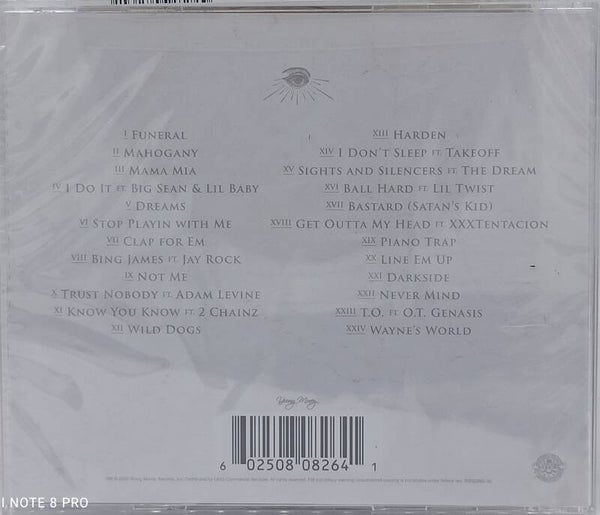 I Funeral
II Mahogany
III Mama Mia
IV I Do It ft. Big Sean & Lil Baby
V Dreams
VI Stop Playin with Me
VII Clap for Em
VIII Bing James ft. Jay Rock
IX Not Me
X Trust Nobody ft. Adam Levine
XI Know You Know ft. 2 Chainz
XII Wild Dogs
XIII Harden
XIV I Don't Sleep ft. Takeoff
XV Sights and Silencers ft. The Dream
XVI Ball Hard ft. Lil Twist
XVII Bastard (Satan's Kid)
XVIII Get Outta My Head ft. XXXTentacion
XIX Piano Trap
XX Line Em Up
XXI Darkside
XXII Never Mind
XXIII T.O. ft. O.T. Genasis
XXIV Wayne's World
Young Money
6 02508 08264 1
I NOTE 8 PRO